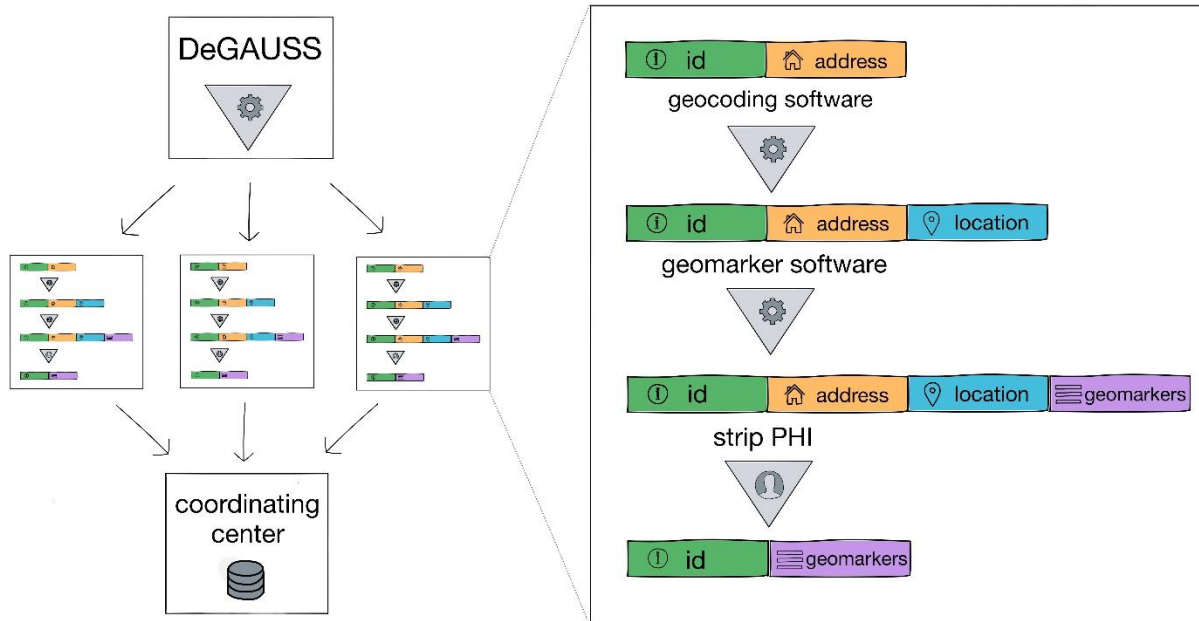 DeGAUSS
coordinating
center
id address
geocoding software
id address location
geomarker software
id address location geomarkers
strip PHI
id geomarkers